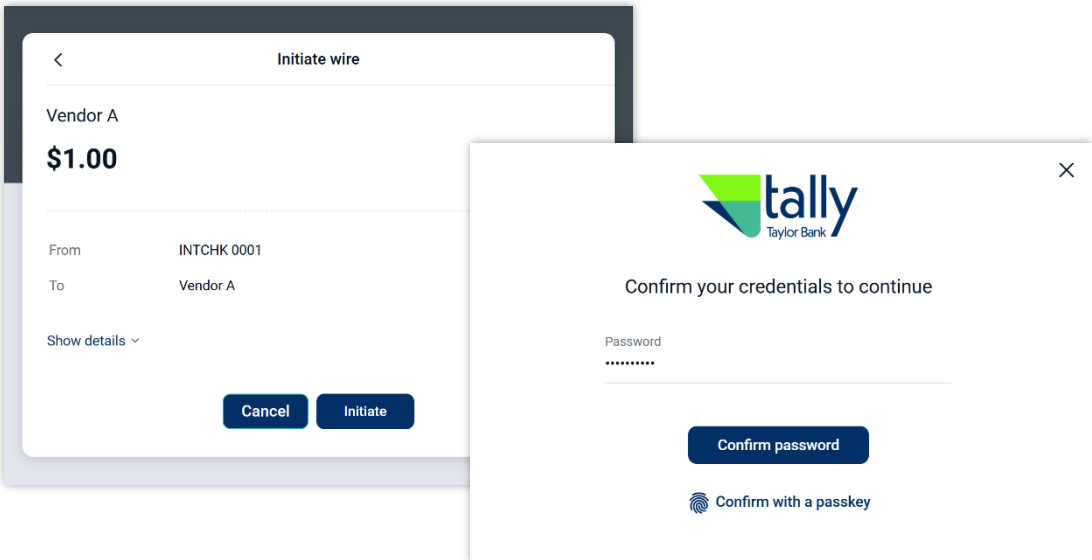 Initiate wire
Vendor A
$1.00
From INTCHK 0001
To Vendor A
Show details
Cancel Initiate
tally
Taylor Bank
Confirm your credentials to continue
Password
••••••••••
Confirm password
Confirm with a passkey